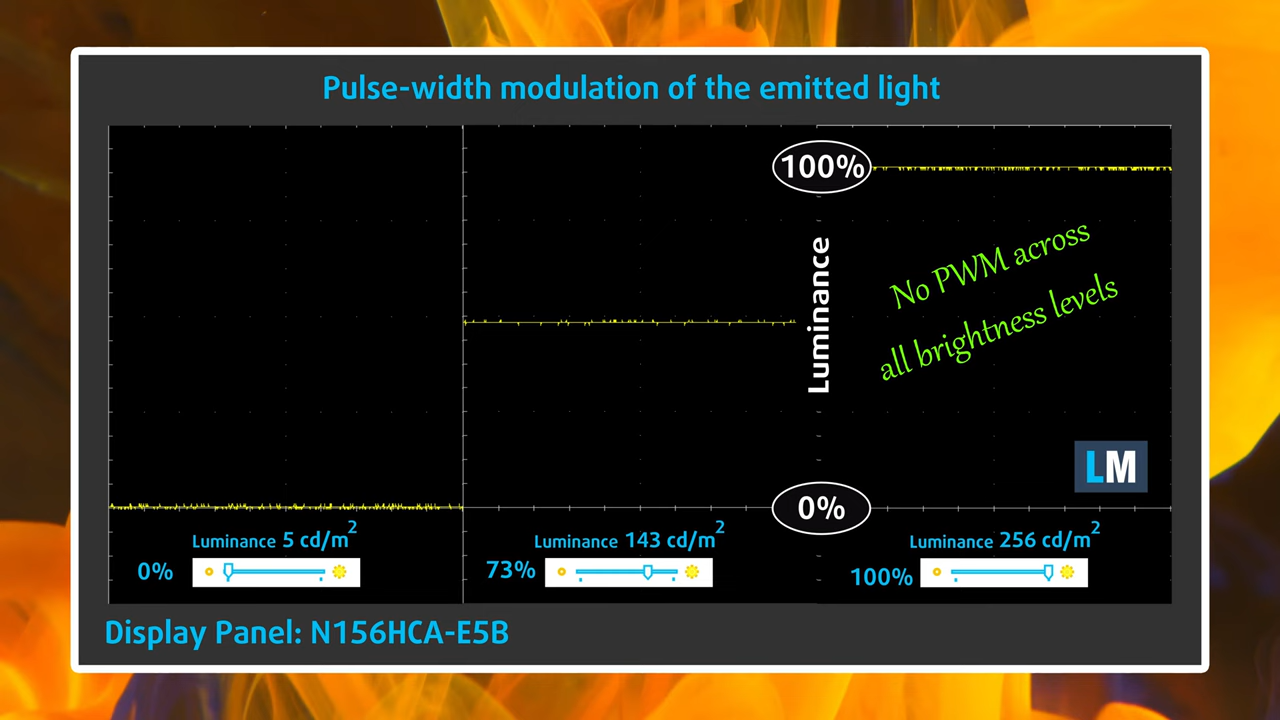 Pulse-width modulation of the emitted light
100%
Luminance
No PWM across
all brightness levels
LM
0%
Luminance 5 cd/m²
0%
Luminance 143 cd/m²
73%
Luminance 256 cd/m²
100%
Display Panel: N156HCA-E5B